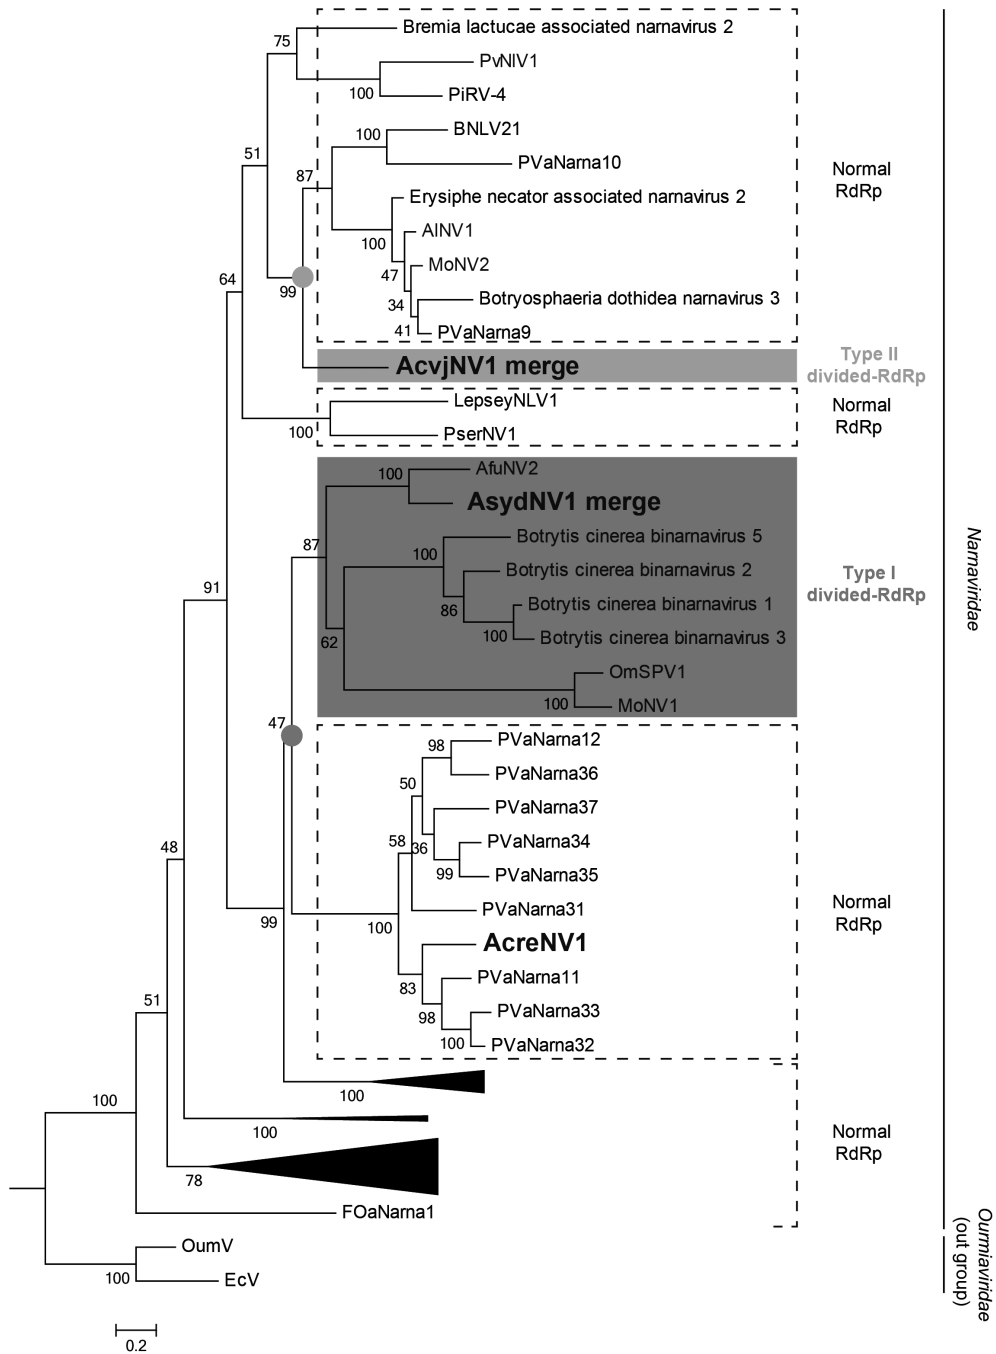 Bremia lactucae associated narnavirus 2
75
PvNlV1
100
PiRV-4
BNLV21
100
PVaNarna10
51
Normal
RdRp
87
Erysiphe necator associated narnavirus 2
AlNV1
100
MoNV2
47
64
99
Botryosphaeria dothidea narnavirus 3
34
41
PVaNarna9
AcvjNV1 merge
Type II
divided-RdRp
LepseyNLV1
Normal
RdRp
100
PserNV1
AfuNV2
100
AsydNV1 merge
Botrytis cinerea binarnavirus 5
87
100
Botrytis cinerea binarnavirus 2
Type I
divided-RdRp
91
Botrytis cinerea binarnavirus 1
86
100
Botrytis cinerea binarnavirus 3
62
OmSPV1
100
MoNV1
47
PVaNarna12
98
PVaNarna36
50
PVaNarna37
58
36
PVaNarna34
48
99
PVaNarna35
PVaNarna31
Normal
RdRp
99
100
AcreNV1
PVaNarna11
83
51
98
PVaNarna33
100
PVaNarna32
100
100
100
Normal
RdRp
78
FOaNarna1
OumV
100
EcV
0.2
Narnaviridae
Ourmiaviridae
(out group)